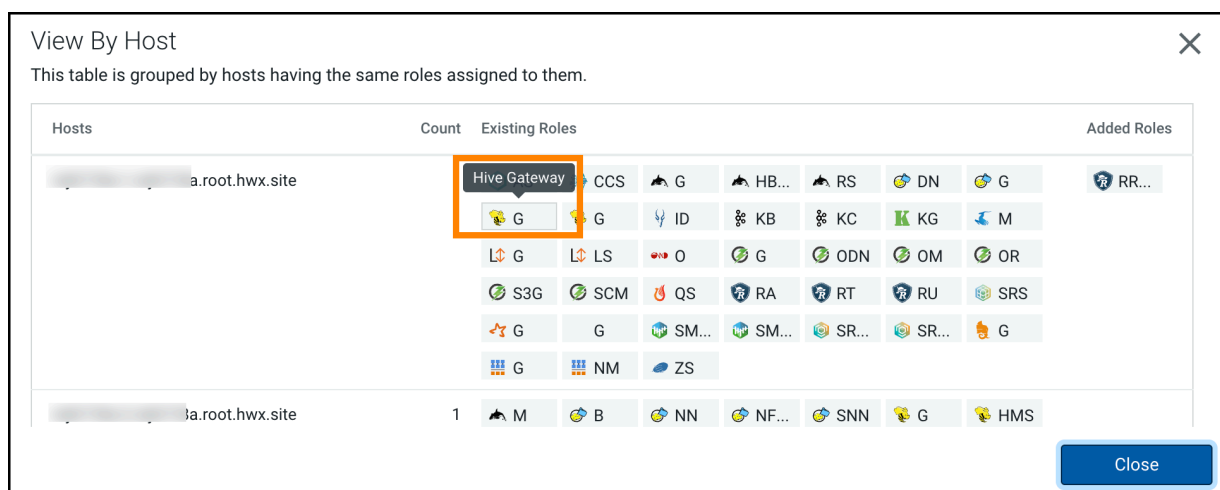 View By Host
This table is grouped by hosts having the same roles assigned to them.
Hosts Count Existing Roles Added Roles
Hive Gateway
a.root.hwx.site CCS G HB... RS DN G RR...
G G ID KB KC KG M
G LS O G ODN OM OR
S3G SCM QS RA RT RU SRS
G G SM... SM... SR... SR... G
G NM ZS
a.root.hwx.site 1 M B NN NF... SNN G HMS
Close